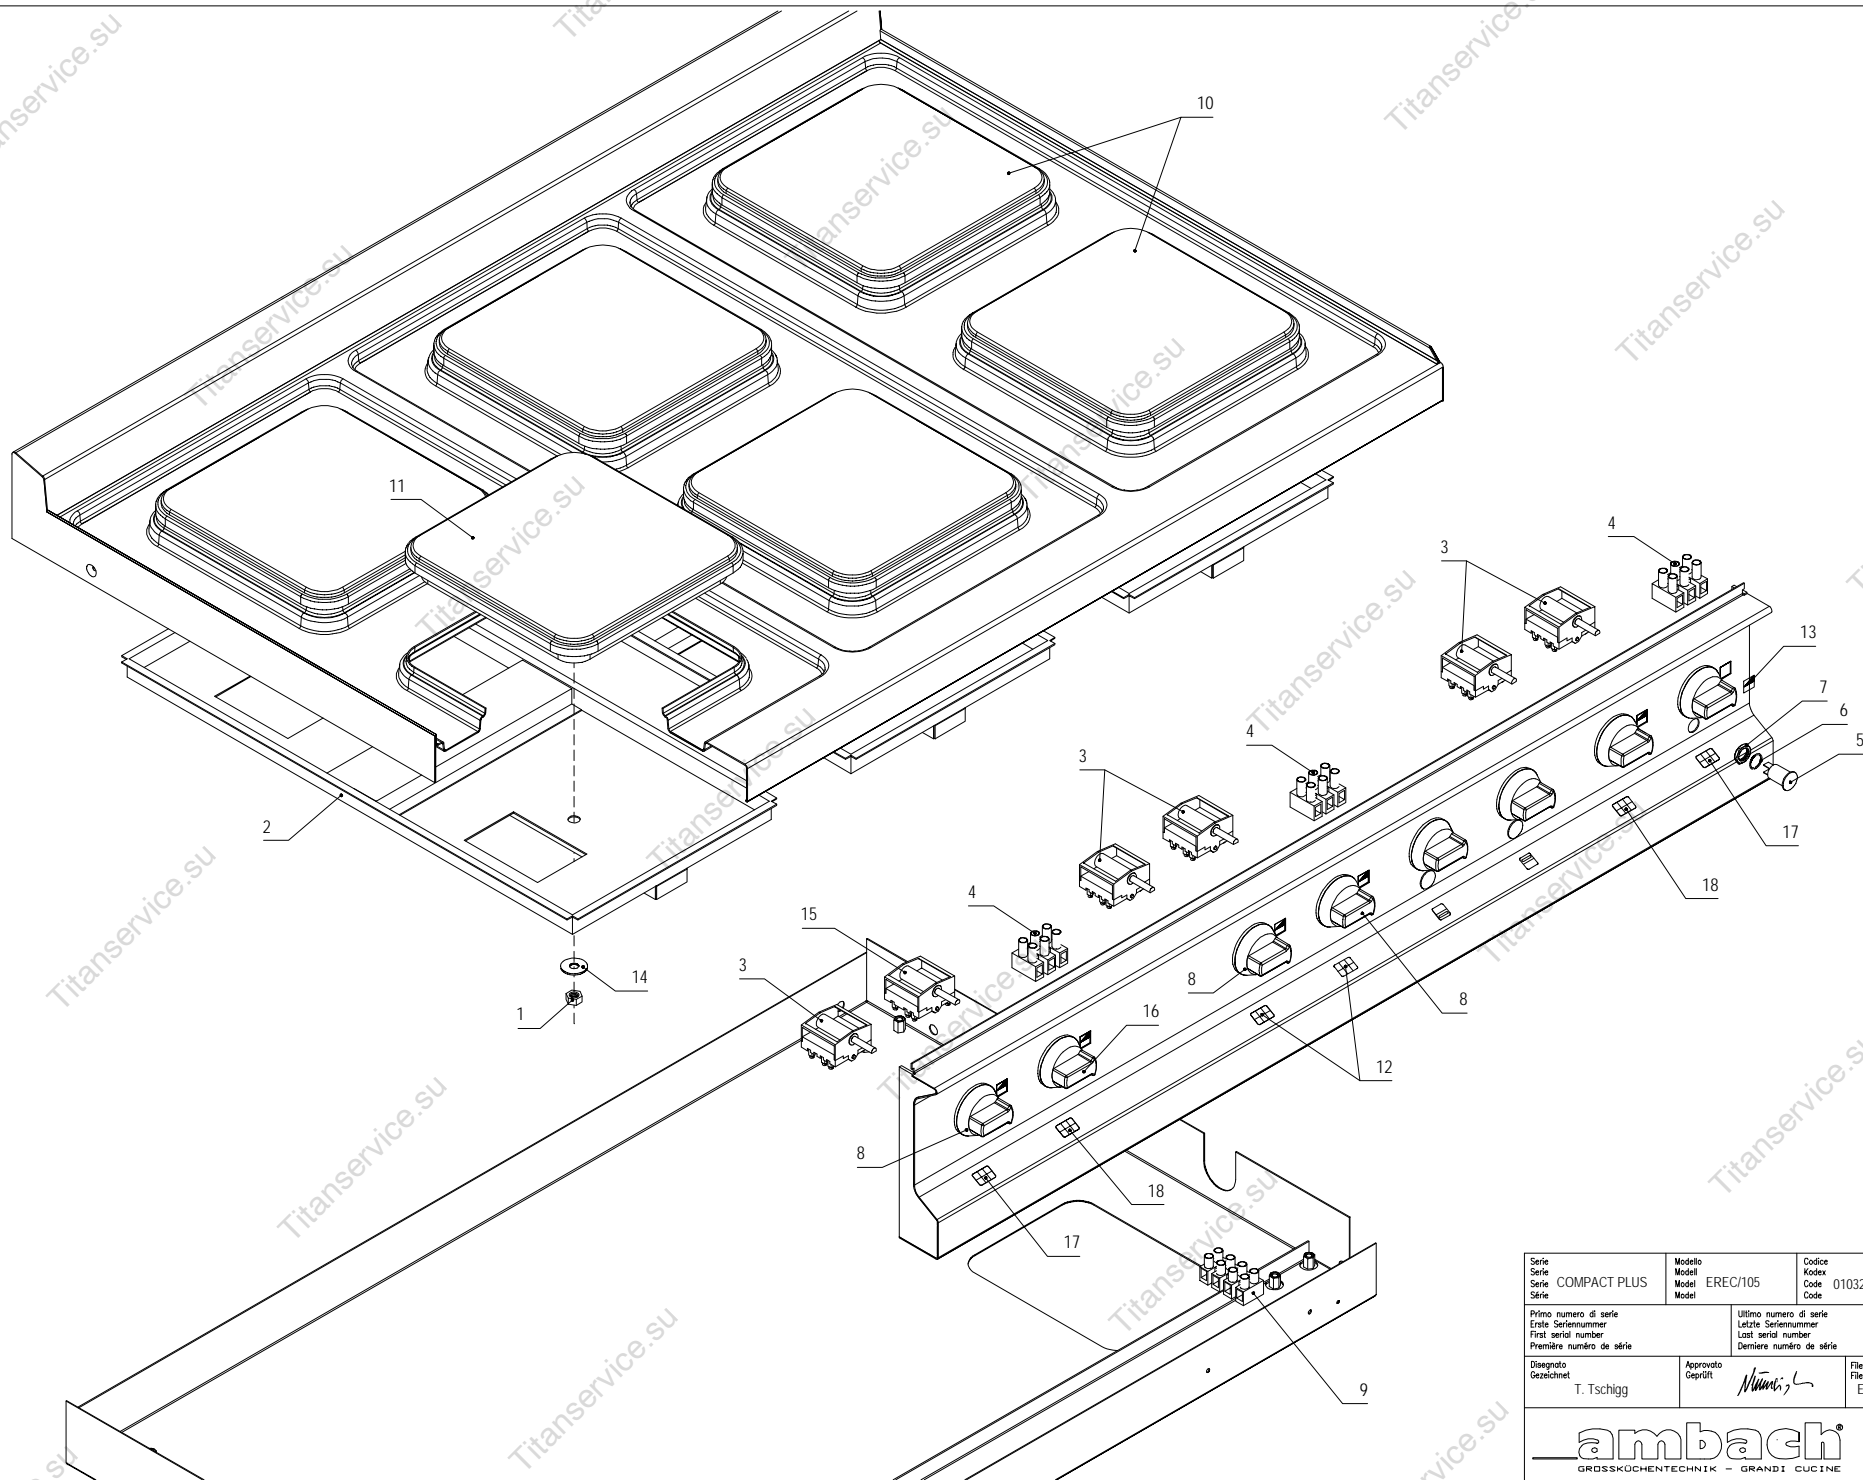 10
11
4
3
13
7
6
5
4
3
2
17
18
4
15
3
14
1
8
8
16
12
8
18
17
9
Serie
Serie
Serie COMPACT PLUS
Série
Modello
Modell
Model EREC/105
Model
Codice
Kodex
Code 01032
Code
Primo numero di serie
Erste Seriennummer
First serial number
Première numéro de série
Ultimo numero di serie
Letzte Seriennummer
Last serial number
Derniere numéro de série
Disegnato
Gezeichnet
T. Tschigg
Approvato
Geprüft
File
File
E
ambach®
GROSSKÜCHENTECHNIK – GRANDI CUCINE
Titanservice.su